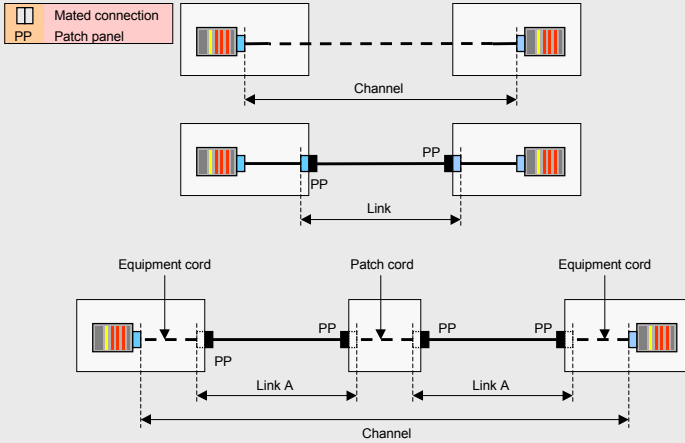 Mated connection
PP Patch panel
Channel
PP
PP
Link
Equipment cord Patch cord Equipment cord
PP PP PP
PP
Link A Link A
Channel